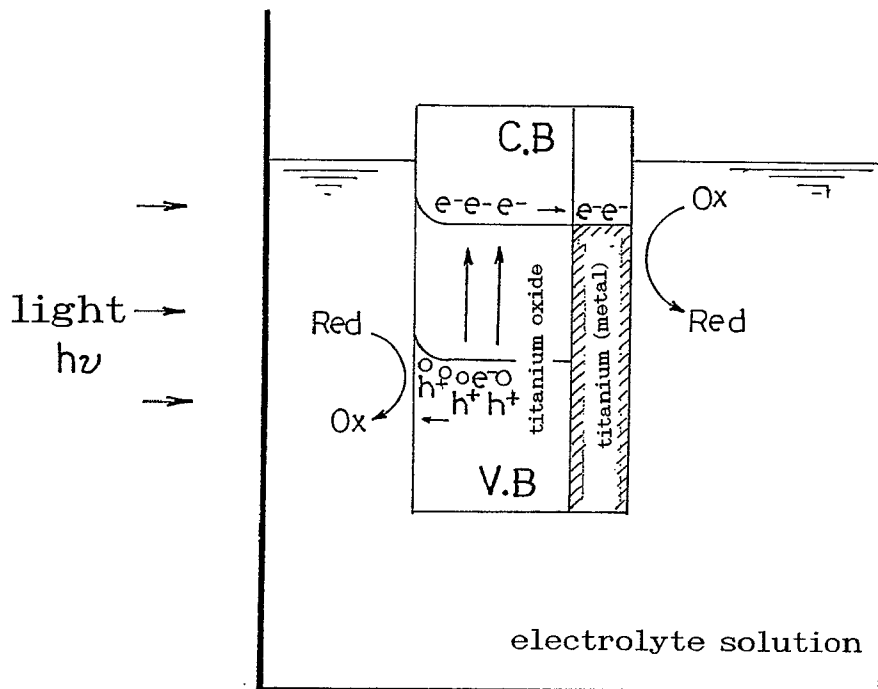 C.B
e⁻e⁻e⁻ → e⁻e⁻
Ox
Red
light
hν
Red
Ox
h⁺ e⁻
h⁺ h⁺
titanium oxide
titanium (metal)
V.B
electrolyte solution